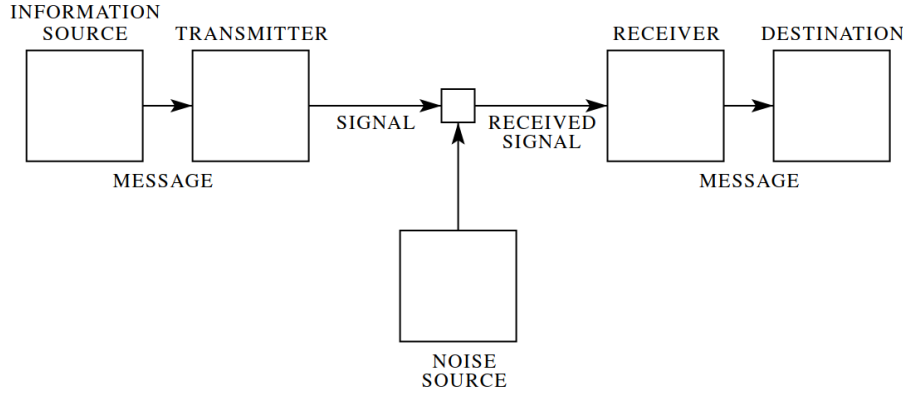 INFORMATION
SOURCE
TRANSMITTER
RECEIVER
DESTINATION
SIGNAL
RECEIVED
SIGNAL
MESSAGE
MESSAGE
NOISE
SOURCE